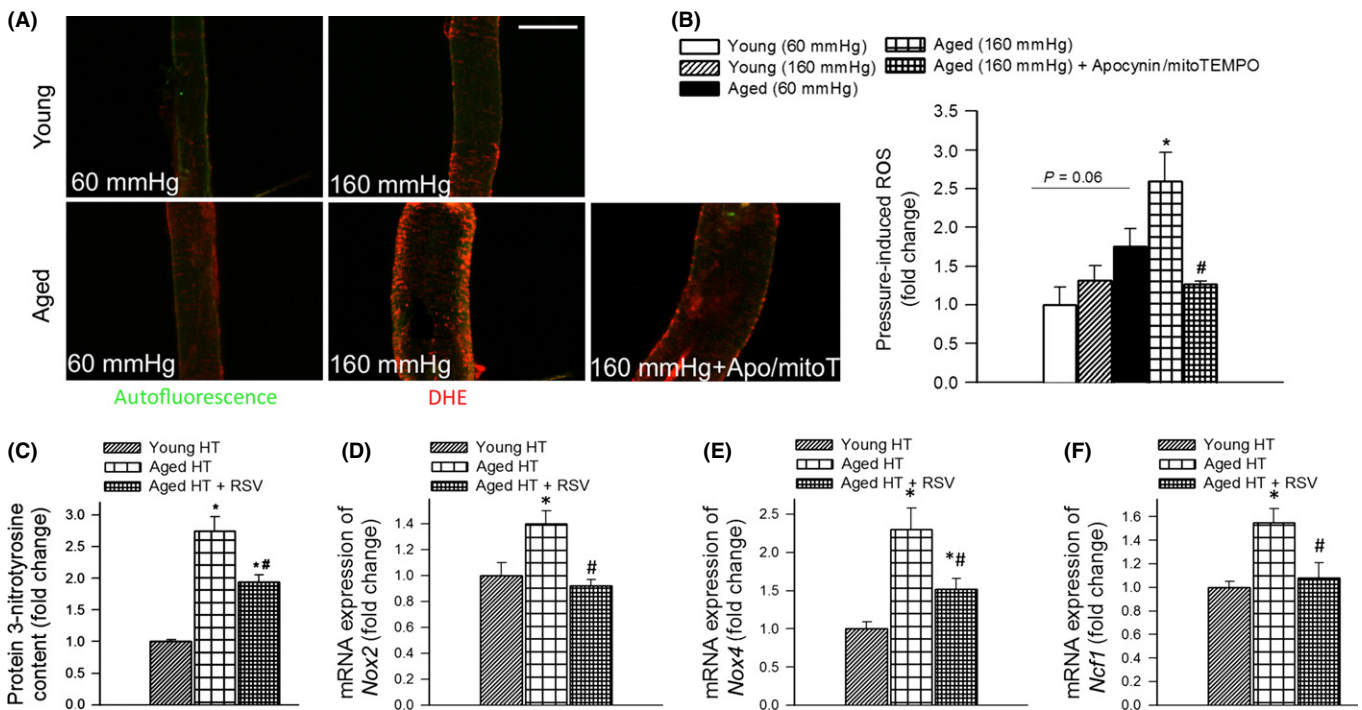 (A)
Young
60 mmHg
160 mmHg
Aged
60 mmHg
160 mmHg
160 mmHg+Apo/mitoT
Autofluorescence
DHE
(B)
Young (60 mmHg)
Young (160 mmHg)
Aged (60 mmHg)
Aged (160 mmHg)
Aged (160 mmHg) + Apocynin/mitoTEMPO
Pressure-induced ROS
(fold change)
3.5
3.0
2.5
2.0
1.5
1.0
0.5
0.0
P = 0.06
*
#
(C)
Young HT
Aged HT
Aged HT + RSV
Protein 3-nitrotyrosine
content (fold change)
3.0
2.5
2.0
1.5
1.0
0.5
0.0
*
*#
(D)
Young HT
Aged HT
Aged HT + RSV
mRNA expression of
Nox2 (fold change)
1.4
1.2
1.0
0.8
0.6
0.4
0.2
0.0
*
#
(E)
Young HT
Aged HT
Aged HT + RSV
mRNA expression of
Nox4 (fold change)
2.5
2.0
1.5
1.0
0.5
0.0
*
*#
(F)
Young HT
Aged HT
Aged HT + RSV
mRNA expression of
Ncf1 (fold change)
1.6
1.4
1.2
1.0
0.8
0.6
0.4
0.2
0.0
*
#